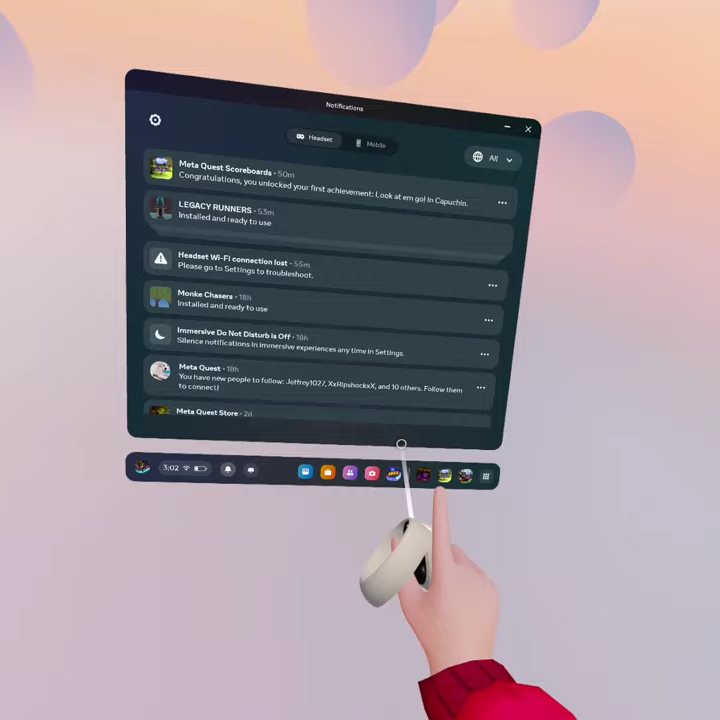 Notifications
Headset
Mobile
All
Meta Quest Scoreboards • 50m
Congratulations, you unlocked your first achievement: Look at em go! in Capuchin.
LEGACY RUNNERS • 53m
Installed and ready to use
Headset Wi-Fi connection lost • 55m
Please go to Settings to troubleshoot.
Monke Chasers • 18h
Installed and ready to use
Immersive Do Not Disturb is Off • 18h
Silence notifications in immersive experiences any time in Settings.
Meta Quest • 18h
You have new people to follow: Jeffrey1027, XxRipshockxX, and 10 others. Follow them
to connect!
Meta Quest Store • 2d
3:02